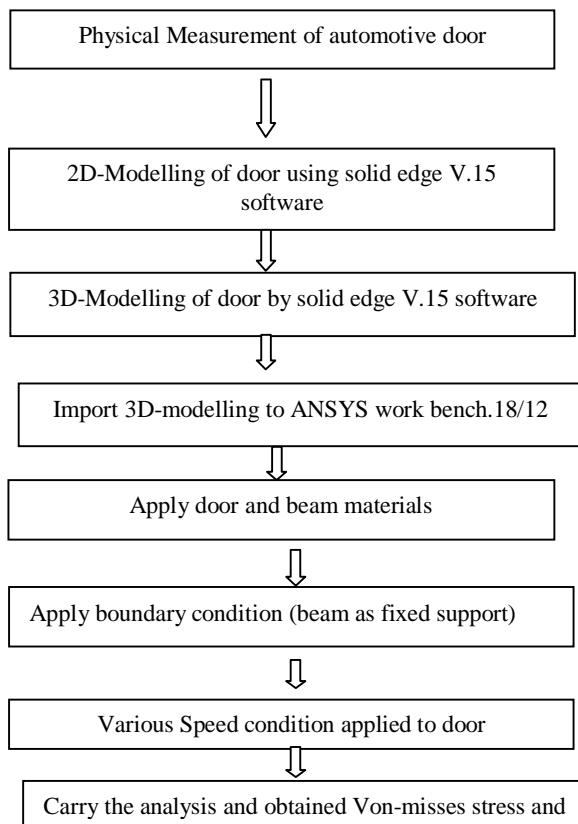 Physical Measurement of automotive door
2D-Modelling of door using solid edge V.15
software
3D-Modelling of door by solid edge V.15 software
Import 3D-modelling to ANSYS work bench.18/12
Apply door and beam materials
Apply boundary condition (beam as fixed support)
Various Speed condition applied to door
Carry the analysis and obtained Von-misses stress and